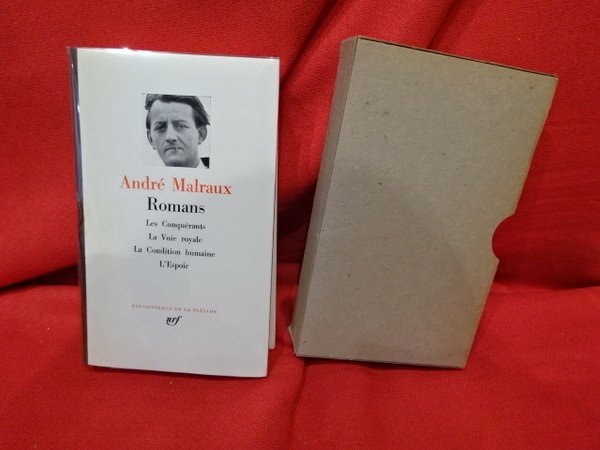 André Malraux
Romans
Les Conquérants
La Voie royale
La Condition humaine
L'Espoir
BIBLIOTHÈQUE DE LA PLÉIADE
nrf